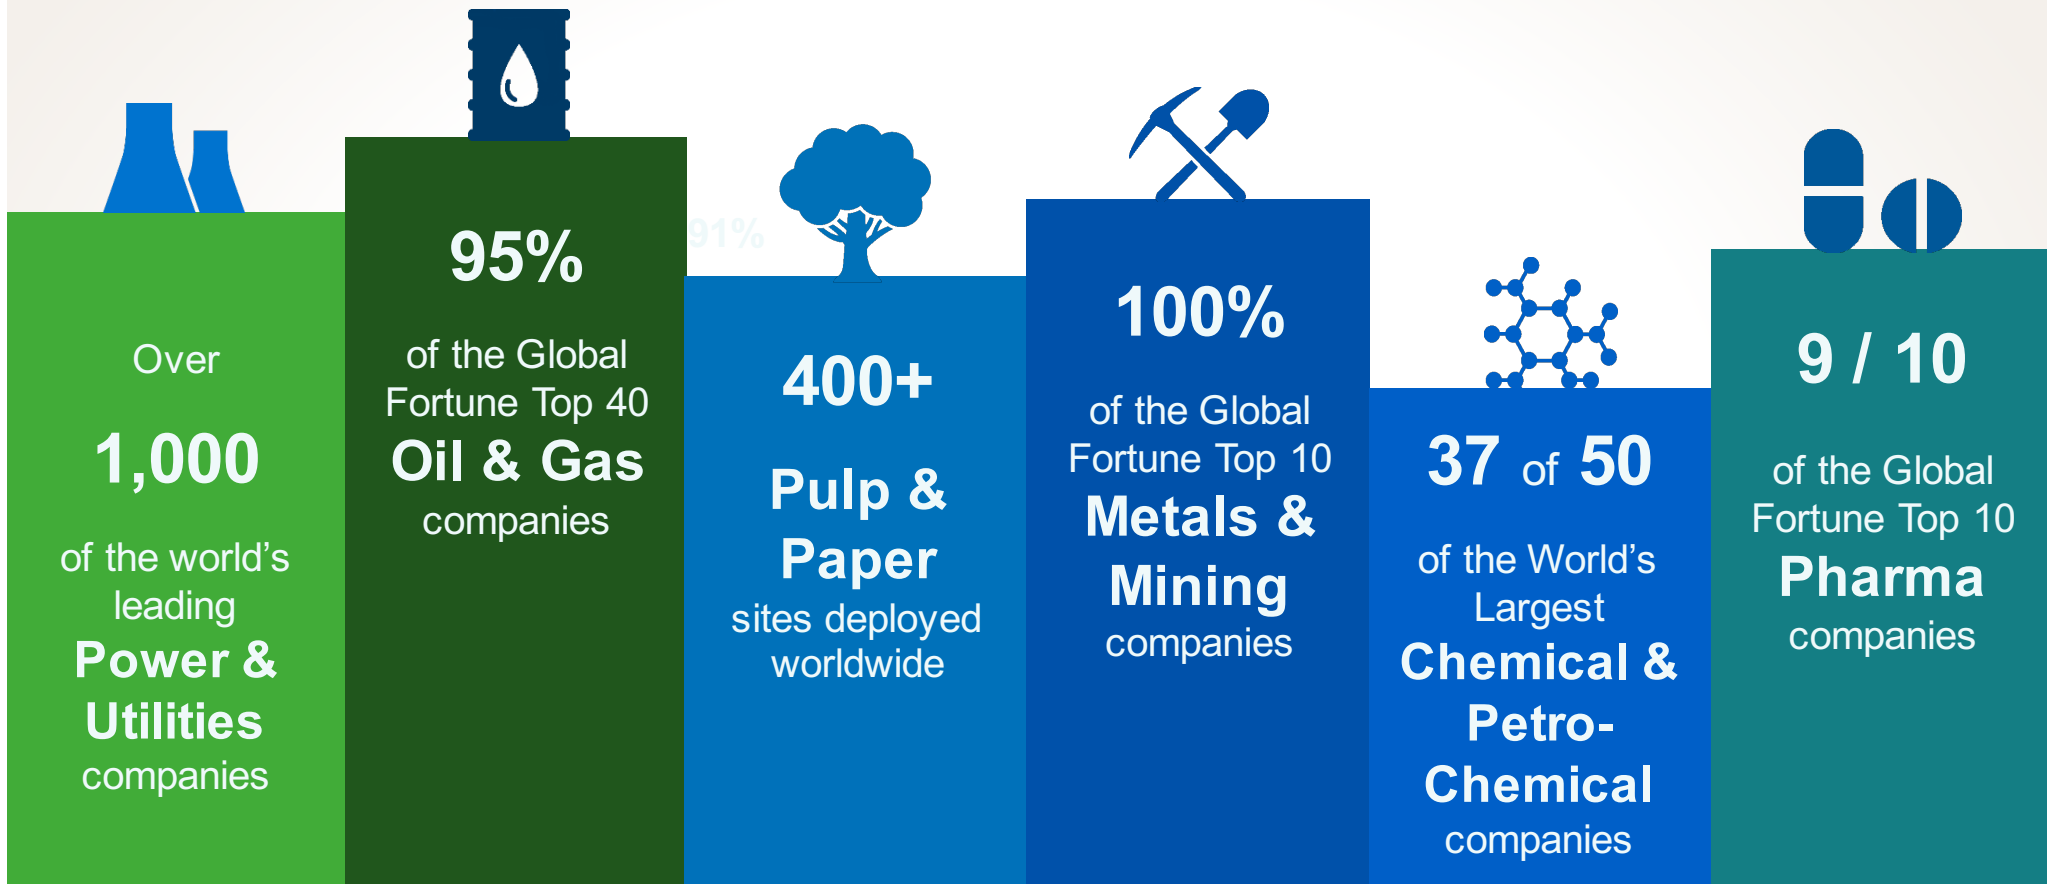 Over
1,000
of the world's
leading
Power &
Utilities
companies
95%
of the Global
Fortune Top 40
Oil & Gas
companies
91%
400+
Pulp &
Paper
sites deployed
worldwide
100%
of the Global
Fortune Top 10
Metals &
Mining
companies
37 of 50
of the World's
Largest
Chemical &
Petro-
Chemical
companies
9 / 10
of the Global
Fortune Top 10
Pharma
companies